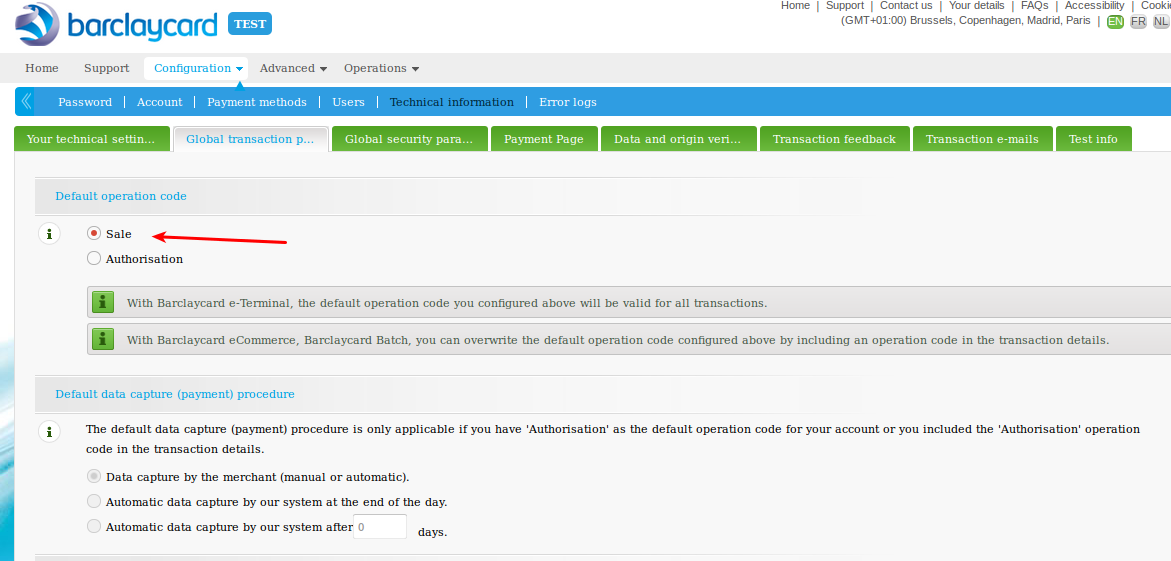 Home | Support | Contact us | Your details | FAQs | Accessibility |
barclaycard TEST
(GMT+01:00) Brussels, Copenhagen, Madrid, Paris | EN FR NL
Home Support Configuration Advanced Operations
Password | Account | Payment methods | Users | Technical information | Error logs
Your technical settin... Global transaction p... Global security para... Payment Page Data and origin veri... Transaction feedback Transaction e-mails Test info
Default operation code
Sale
Authorisation
With Barclaycard e-Terminal, the default operation code you configured above will be valid for all transactions.
With Barclaycard eCommerce, Barclaycard Batch, you can overwrite the default operation code configured above by including an operation code in the transaction details.
Default data capture (payment) procedure
The default data capture (payment) procedure is only applicable if you have 'Authorisation' as the default operation code for your account or you included the 'Authorisation' operation
code in the transaction details.
Data capture by the merchant (manual or automatic).
Automatic data capture by our system at the end of the day.
Automatic data capture by our system after 0 days.